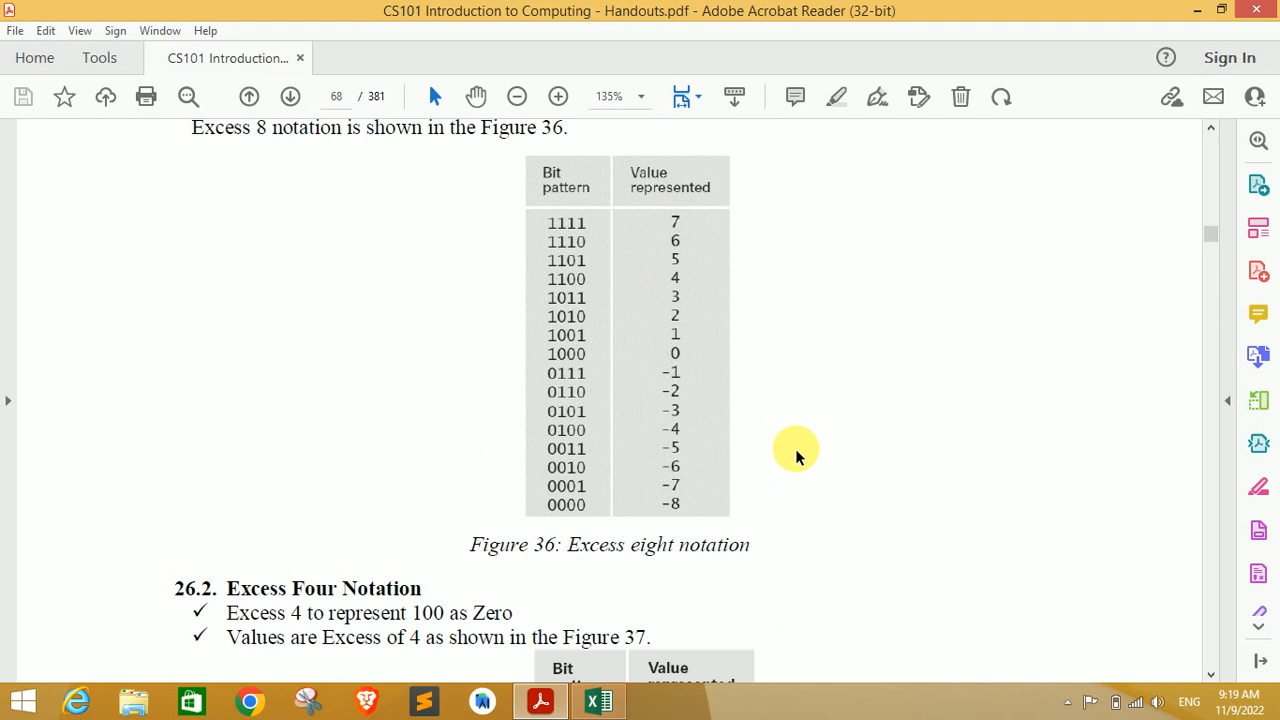 CS101 Introduction to Computing - Handouts.pdf - Adobe Acrobat Reader (32-bit)
File Edit View Sign Window Help
Home Tools CS101 Introduction... × Sign In
68 / 381 135%
Excess 8 notation is shown in the Figure 36.
Bit pattern Value represented
1111 7
1110 6
1101 5
1100 4
1011 3
1010 2
1001 1
1000 0
0111 -1
0110 -2
0101 -3
0100 -4
0011 -5
0010 -6
0001 -7
0000 -8
Figure 36: Excess eight notation
26.2. Excess Four Notation
✓ Excess 4 to represent 100 as Zero
✓ Values are Excess of 4 as shown in the Figure 37.
Bit Value
ENG 9:19 AM
11/9/2022